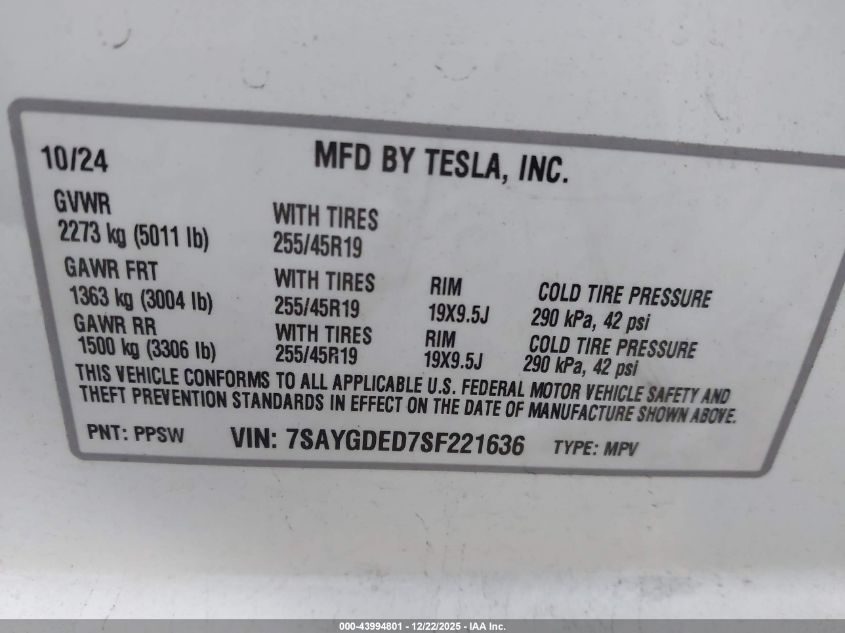 10/24 MFD BY TESLA, INC.
GVWR
2273 kg (5011 lb)
WITH TIRES
255/45R19
GAWR FRT
1363 kg (3004 lb)
WITH TIRES
255/45R19
RIM
19X9.5J
COLD TIRE PRESSURE
290 kPa, 42 psi
GAWR RR
1500 kg (3306 lb)
WITH TIRES
255/45R19
RIM
19X9.5J
COLD TIRE PRESSURE
290 kPa, 42 psi
THIS VEHICLE CONFORMS TO ALL APPLICABLE U.S. FEDERAL MOTOR VEHICLE SAFETY AND
THEFT PREVENTION STANDARDS IN EFFECT ON THE DATE OF MANUFACTURE SHOWN ABOVE.
PNT: PPSW VIN: 7SAYGDED7SF221636 TYPE: MPV
000-43994801 - 12/22/2025 - IAA Inc.